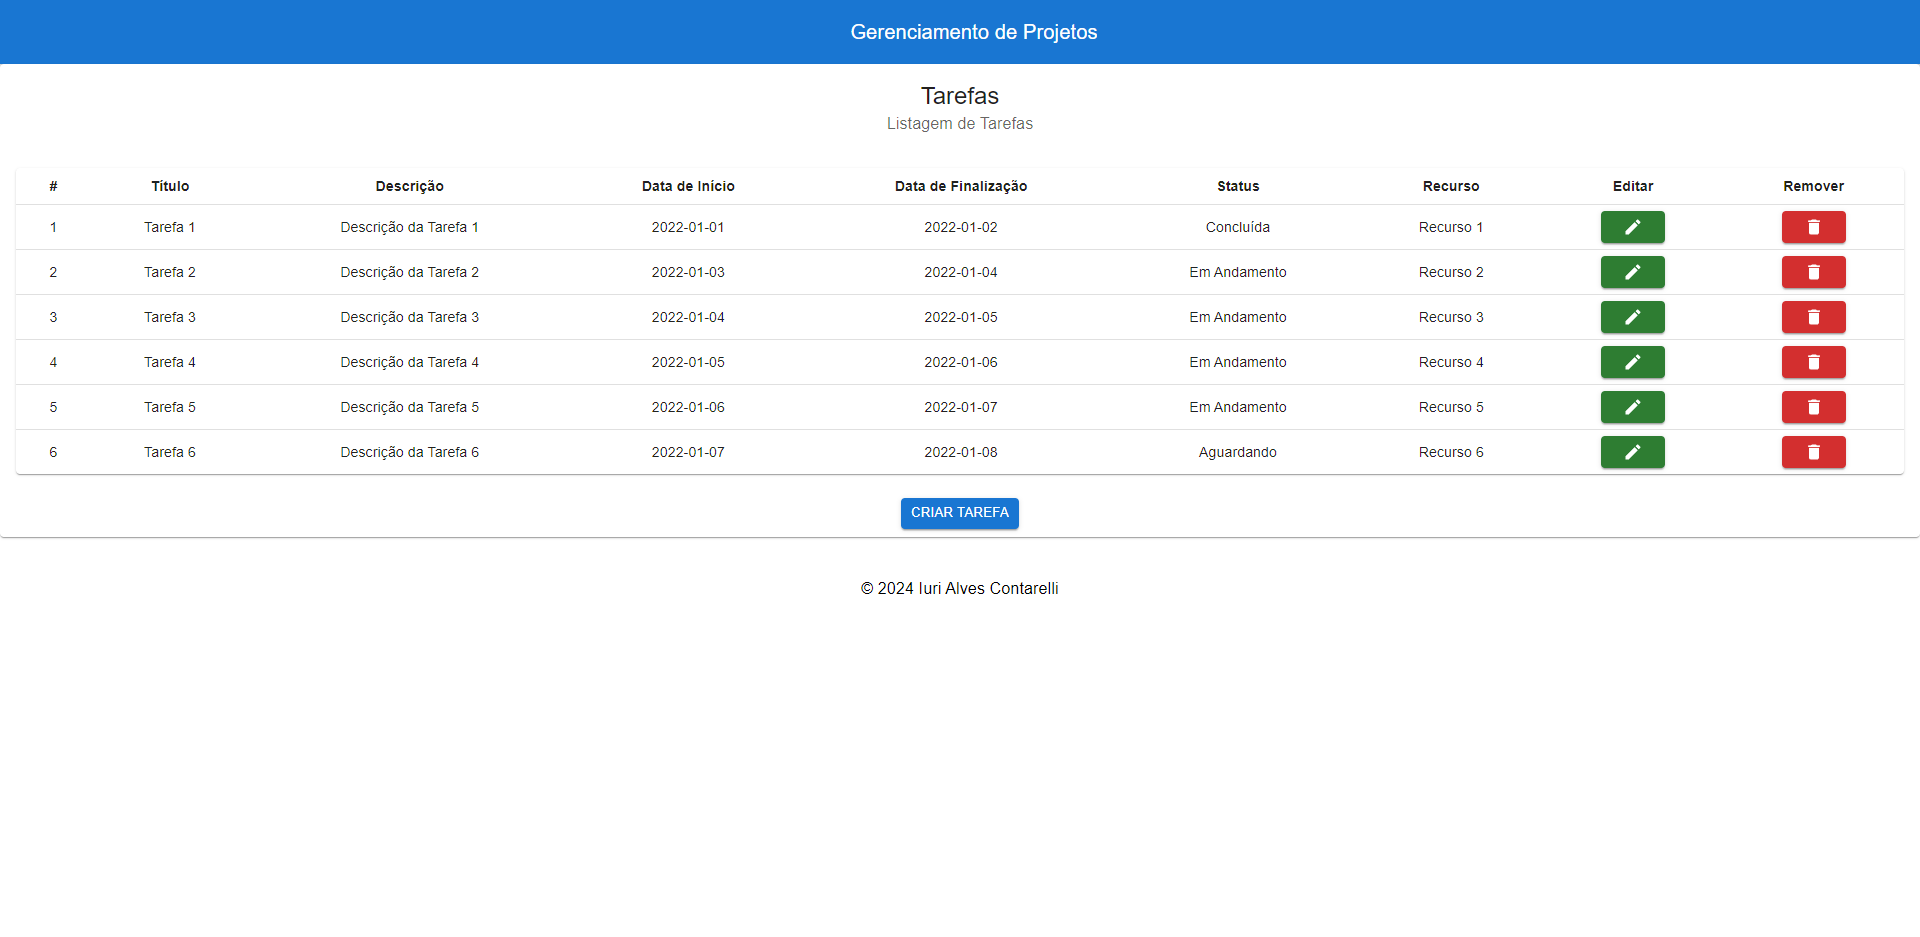 Gerenciamento de Projetos
Tarefas
Listagem de Tarefas
# Título Descrição Data de Início Data de Finalização Status Recurso Editar Remover
1 Tarefa 1 Descrição da Tarefa 1 2022-01-01 2022-01-02 Concluída Recurso 1
2 Tarefa 2 Descrição da Tarefa 2 2022-01-03 2022-01-04 Em Andamento Recurso 2
3 Tarefa 3 Descrição da Tarefa 3 2022-01-04 2022-01-05 Em Andamento Recurso 3
4 Tarefa 4 Descrição da Tarefa 4 2022-01-05 2022-01-06 Em Andamento Recurso 4
5 Tarefa 5 Descrição da Tarefa 5 2022-01-06 2022-01-07 Em Andamento Recurso 5
6 Tarefa 6 Descrição da Tarefa 6 2022-01-07 2022-01-08 Aguardando Recurso 6
CRIAR TAREFA
© 2024 Iuri Alves Contarelli